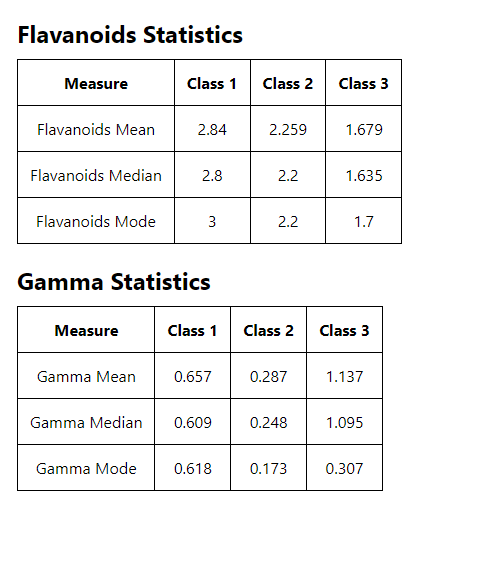 Flavanoids Statistics
Measure Class 1 Class 2 Class 3
Flavanoids Mean 2.84 2.259 1.679
Flavanoids Median 2.8 2.2 1.635
Flavanoids Mode 3 2.2 1.7
Gamma Statistics
Measure Class 1 Class 2 Class 3
Gamma Mean 0.657 0.287 1.137
Gamma Median 0.609 0.248 1.095
Gamma Mode 0.618 0.173 0.307